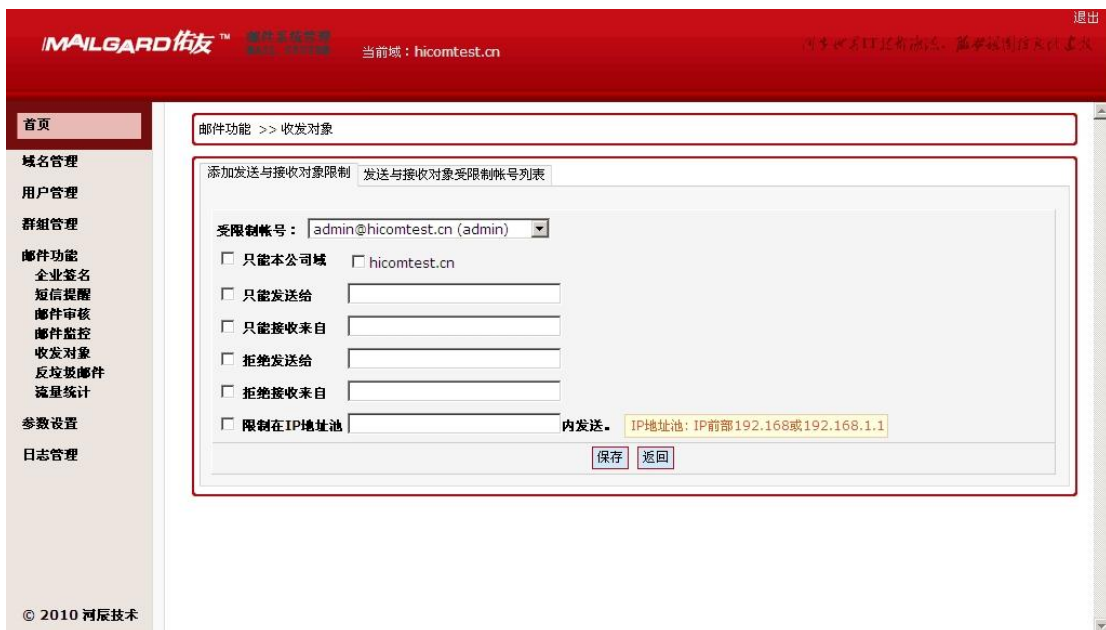 退出
MAILGARD佑友™
当前域：hicomtest.cn
首页
域名管理
用户管理
群组管理
邮件功能
企业签名
短信提醒
邮件审核
邮件监控
收发对象
反垃圾邮件
流量统计
参数设置
日志管理
© 2010 河辰技术
邮件功能 >> 收发对象
添加发送与接收对象限制 发送与接收对象受限制帐号列表
受限制帐号： admin@hicomtest.cn (admin)
只能本公司域 hicomtest.cn
只能发送给
只能接收来自
拒绝发送给
拒绝接收来自
限制在IP地址池 内发送。 IP地址池: IP前部192.168或192.168.1.1
保存 返回